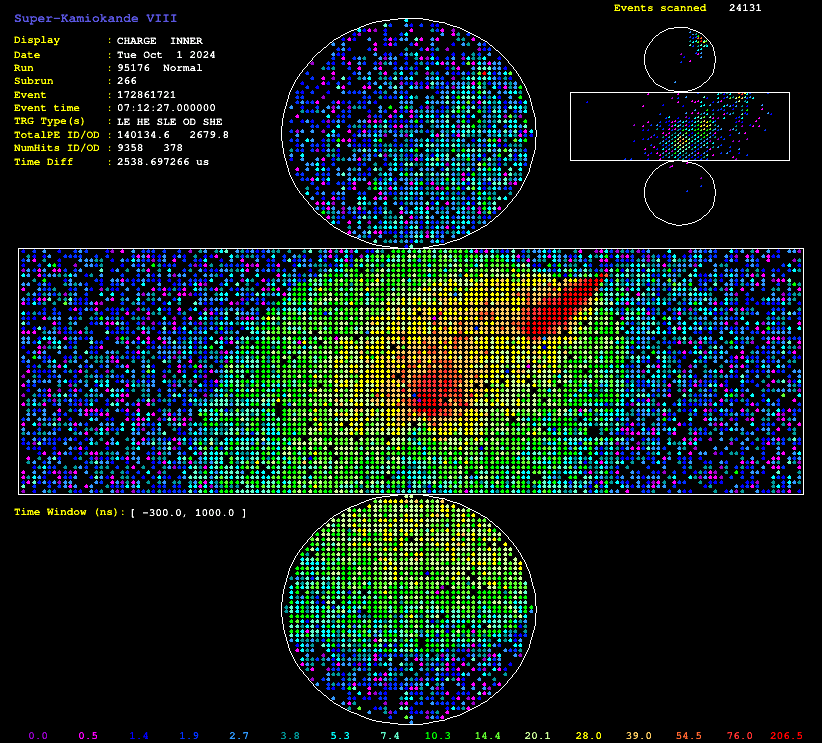 Super-Kamiokande VIII
Events scanned 24131
Display : CHARGE INNER
Date : Tue Oct 1 2024
Run : 95176 Normal
Subrun : 266
Event : 172861721
Event time : 07:12:27.000000
TRG Type(s) : LE HE SLE OD SHE
TotalPE ID/OD : 140134.6 2679.8
NumHits ID/OD : 9358 378
Time Diff : 2538.697266 us
Time Window (ns): [ -300.0, 1000.0 ]
0.0 0.5 1.4 1.9 2.7 3.8 5.3 7.4 10.3 14.4 20.1 28.0 39.0 54.5 76.0 206.5